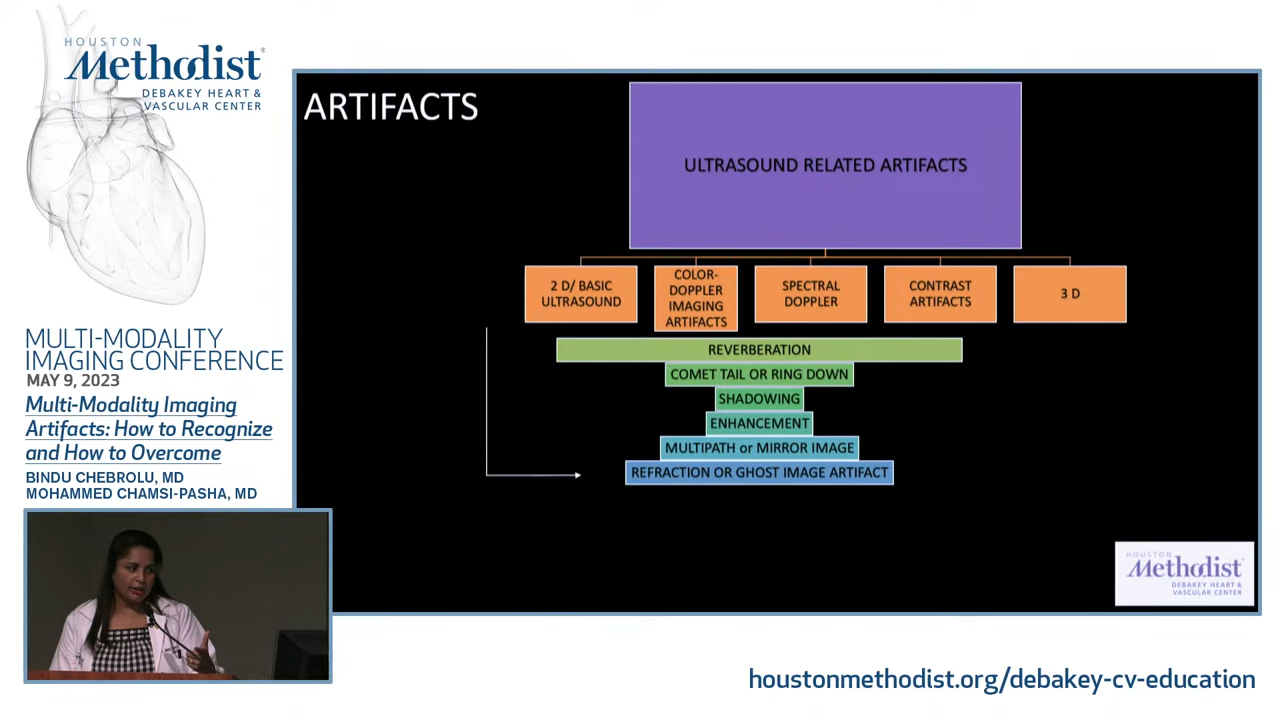 HOUSTON
Methodist
DEBAKEY HEART &
VASCULAR CENTER
MULTI-MODALITY
IMAGING CONFERENCE
MAY 9, 2023
Multi-Modality Imaging
Artifacts: How to Recognize
and How to Overcome
BINDU CHEBROLU, MD
MOHAMMED CHAMSI-PASHA, MD
ARTIFACTS
ULTRASOUND RELATED ARTIFACTS
2 D/ BASIC
ULTRASOUND
COLOR-
DOPPLER
IMAGING
ARTIFACTS
SPECTRAL
DOPPLER
CONTRAST
ARTIFACTS
3 D
REVERBERATION
COMET TAIL OR RING DOWN
SHADOWING
ENHANCEMENT
MULTIPATH or MIRROR IMAGE
REFRACTION OR GHOST IMAGE ARTIFACT
HOUSTON
Methodist
DEBAKEY HEART &
VASCULAR CENTER
houstonmethodist.org/debakey-cv-education